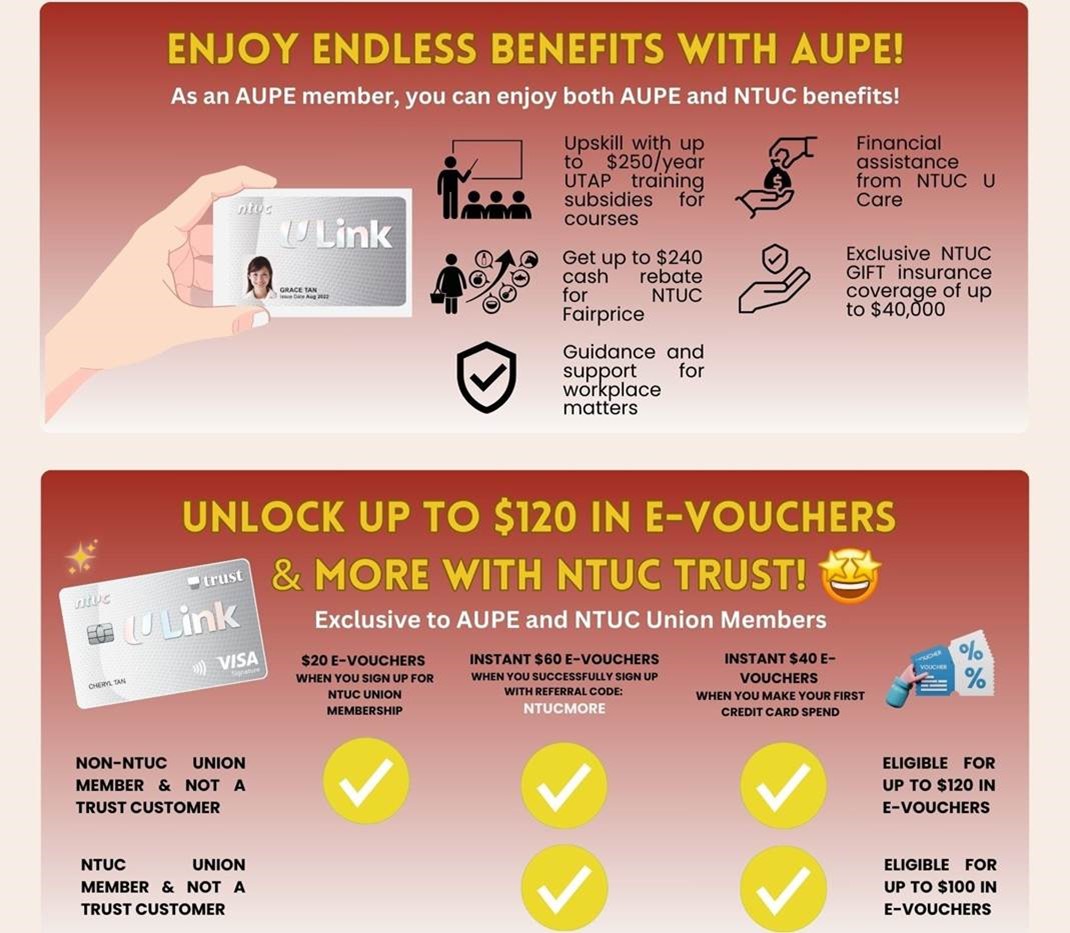 ENJOY ENDLESS BENEFITS WITH AUPE!
As an AUPE member, you can enjoy both AUPE and NTUC benefits!
ntuc
U Link
GRACE TAN
Issue Date Aug 2022
Upskill with up
to $250/year
UTAP training
subsidies for
courses
Financial
assistance
from NTUC U
Care
Get up to $240
cash rebate
for NTUC
Fairprice
Exclusive NTUC
GIFT insurance
coverage of up
to $40,000
Guidance and
support for
workplace
matters
UNLOCK UP TO $120 IN E-VOUCHERS
& MORE WITH NTUC TRUST!
Exclusive to AUPE and NTUC Union Members
trust
ntuc
U Link
VISA
Signature
CHERYL TAN
$20 E-VOUCHERS
WHEN YOU SIGN UP FOR
NTUC UNION
MEMBERSHIP
INSTANT $60 E-VOUCHERS
WHEN YOU SUCCESSFULLY SIGN UP
WITH REFERRAL CODE:
NTUCMORE
INSTANT $40 E-
VOUCHERS
WHEN YOU MAKE YOUR FIRST
CREDIT CARD SPEND
VOUCHER
VOUCHER
%
%
NON-NTUC UNION
MEMBER & NOT A
TRUST CUSTOMER
ELIGIBLE FOR
UP TO $120 IN
E-VOUCHERS
NTUC UNION
MEMBER & NOT A
TRUST CUSTOMER
ELIGIBLE FOR
UP TO $100 IN
E-VOUCHERS